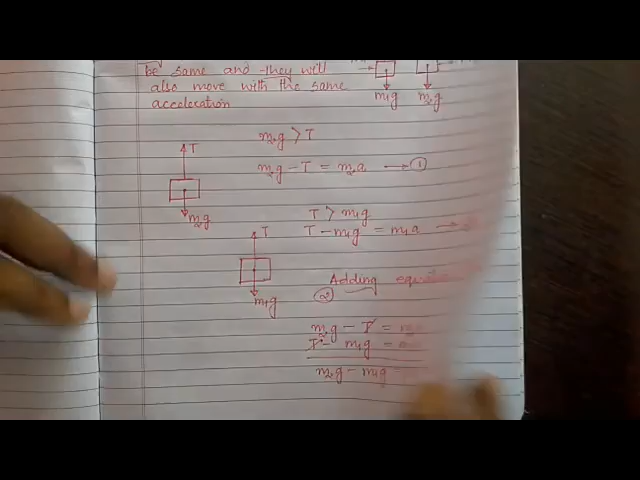 be same and they will
also move with the same
acceleration
m₁g m₂g
m₂g > T
T
m₂g - T = m₂a → ①
m₂g
T > m₁g
T
T - m₁g = m₁a →
m₁g
Adding
②
m₂g - T =
T - m₁g =
m₂g - m₁g